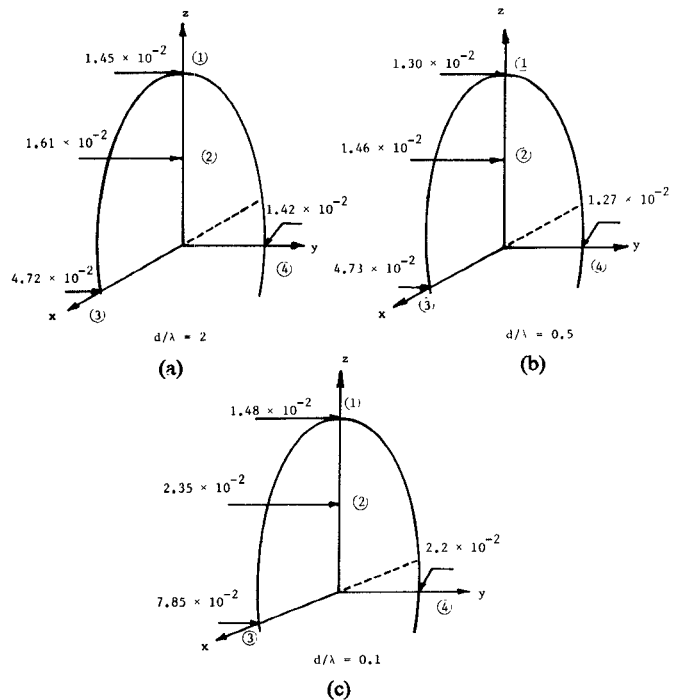 z
1.45 × 10⁻²
(1)
1.61 × 10⁻²
(2)
1.42 × 10⁻²
y
(4)
4.72 × 10⁻²
x
(3)
d/λ = 2
(a)
z
1.30 × 10⁻²
(1
1.46 × 10⁻²
(2)
1.27 × 10⁻²
y
(4)
4.73 × 10⁻²
(3)
x
d/λ = 0.5
(b)
z
1.48 × 10⁻²
(1)
2.35 × 10⁻²
(2)
2.2 × 10⁻²
y
(4)
7.85 × 10⁻²
x
(3)
d/λ = 0.1
(c)